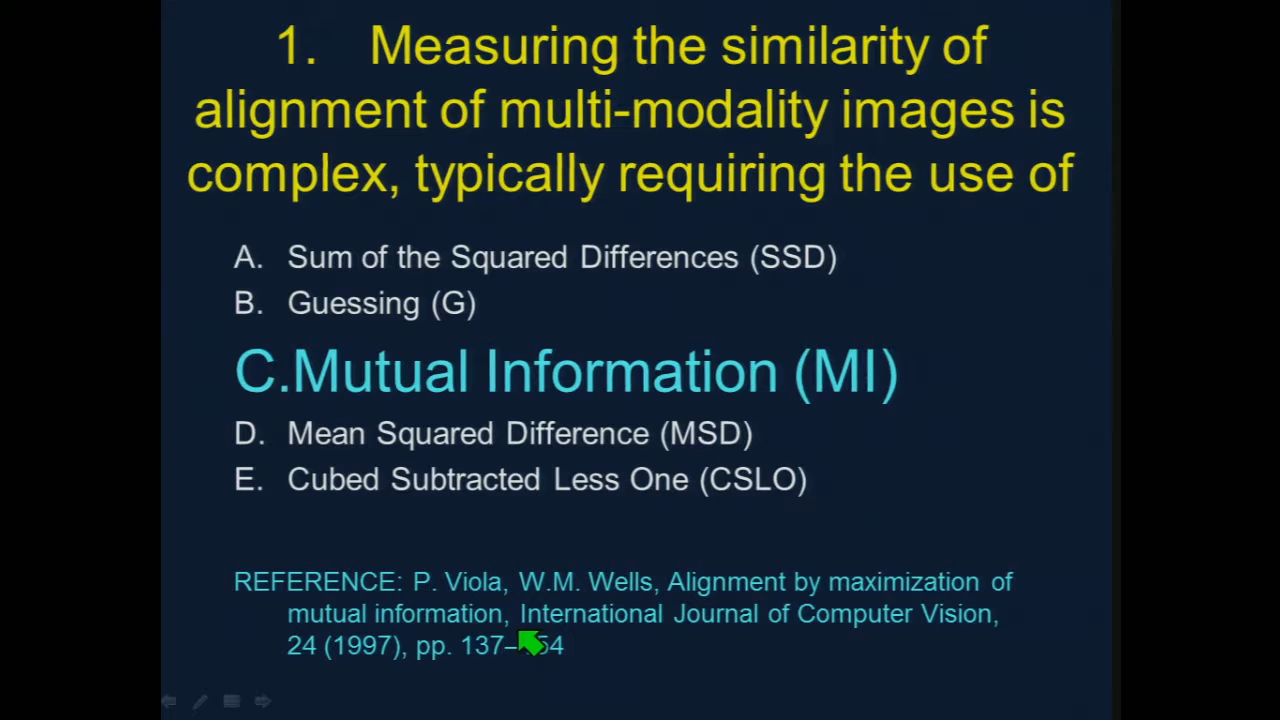 1. Measuring the similarity of
alignment of multi-modality images is
complex, typically requiring the use of
A. Sum of the Squared Differences (SSD)
B. Guessing (G)
C.Mutual Information (MI)
D. Mean Squared Difference (MSD)
E. Cubed Subtracted Less One (CSLO)
REFERENCE: P. Viola, W.M. Wells, Alignment by maximization of
mutual information, International Journal of Computer Vision,
24 (1997), pp.